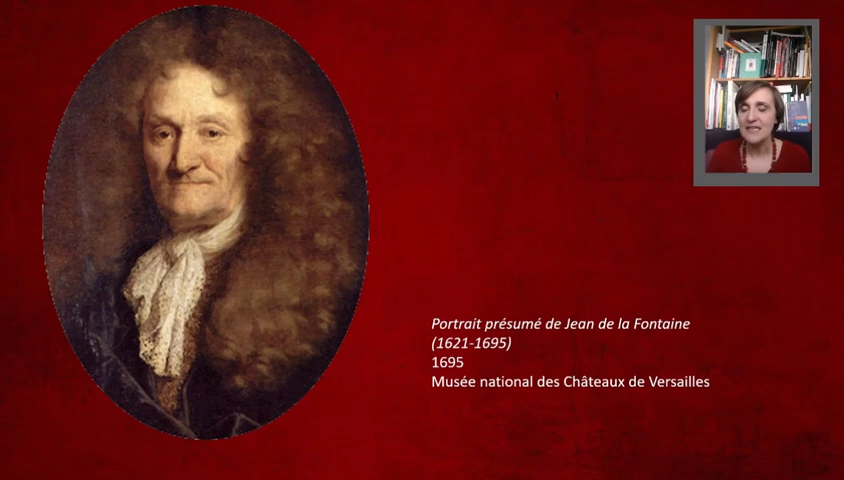 Portrait présumé de Jean de la Fontaine
(1621-1695)
1695
Musée national des Châteaux de Versailles